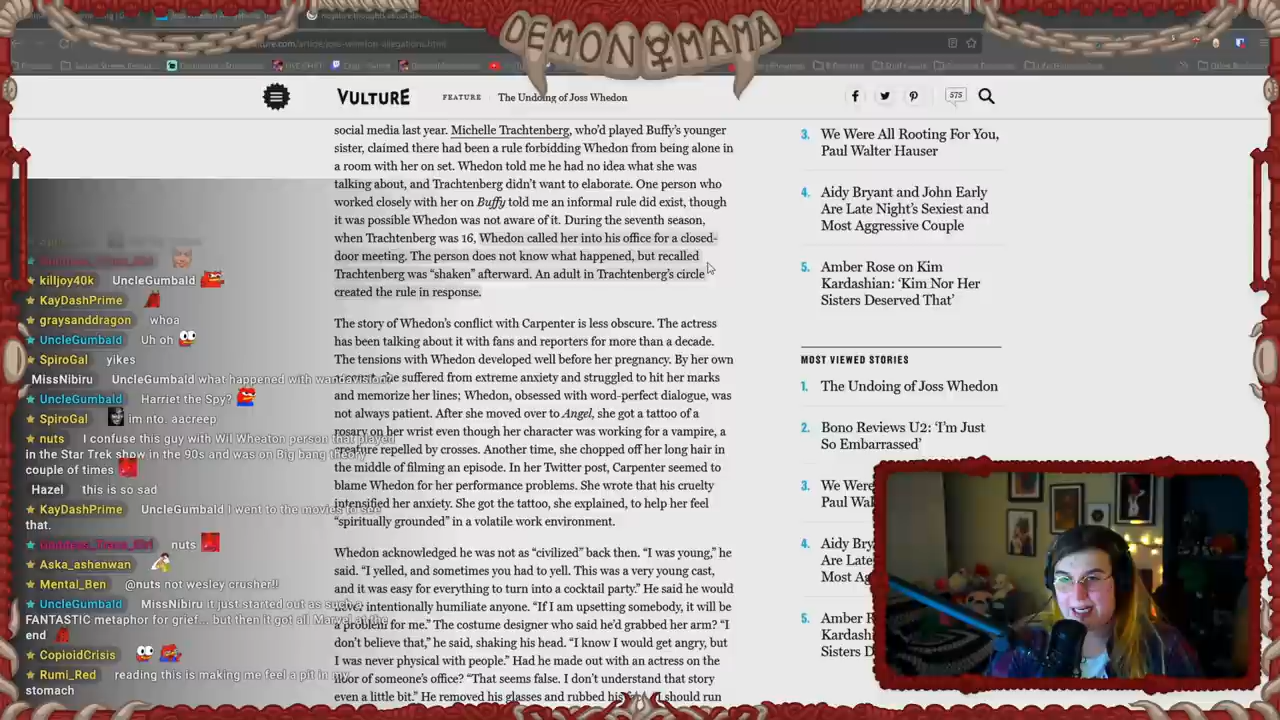 DEMON MAMA
VULTURE
FEATURE
The Undoing of Joss Whedon
575
social media last year. Michelle Trachtenberg, who'd played Buffy's younger
sister, claimed there had been a rule forbidding Whedon from being alone in
a room with her on set. Whedon told me he had no idea what she was
talking about, and Trachtenberg didn't want to elaborate. One person who
worked closely with her on Buffy told me an informal rule did exist, though
it was possible Whedon was not aware of it. During the seventh season,
when Trachtenberg was 16, Whedon called her into his office for a closed-
door meeting. The person does not know what happened, but recalled
Trachtenberg was “shaken” afterward. An adult in Trachtenberg's circle
created the rule in response.
The story of Whedon's conflict with Carpenter is less obscure. The actress
has been talking about it with fans and reporters for more than a decade.
The tensions with Whedon developed well before her pregnancy. By her own
she suffered from extreme anxiety and struggled to hit her marks
and memorize her lines; Whedon, obsessed with word-perfect dialogue, was
not always patient. After she moved over to Angel, she got a tattoo of a
rosary on her wrist even though her character was working for a vampire, a
creature repelled by crosses. Another time, she chopped off her long hair in
the middle of filming an episode. In her Twitter post, Carpenter seemed to
blame Whedon for her performance problems. She wrote that his cruelty
intensified her anxiety. She got the tattoo, she explained, to help her feel
“spiritually grounded” in a volatile work environment.
Whedon acknowledged he was not as “civilized” back then. “I was young,” he
said. “I yelled, and sometimes you had to yell. This was a very young cast,
and it was easy for everything to turn into a cocktail party.” He said he would
intentionally humiliate anyone. “If I am upsetting somebody, it will be
a problem for me.” The costume designer who said he'd grabbed her arm? “I
don't believe that,” he said, shaking his head. “I know I would get angry, but
I was never physical with people.” Had he made out with an actress on the
floor of someone's office? “That seems false. I don't understand that story
even a little bit.” He removed his glasses and rubbed his I should run
3. We Were All Rooting For You,
Paul Walter Hauser
4. Aidy Bryant and John Early
Are Late Night's Sexiest and
Most Aggressive Couple
5. Amber Rose on Kim
Kardashian: ‘Kim Nor Her
Sisters Deserved That’
MOST VIEWED STORIES
1. The Undoing of Joss Whedon
2. Bono Reviews U2: ‘I'm Just
So Embarrassed’
3. We Were
Paul Wal
4. Aidy Bry
Are Late
Most Ag
5. Amber R
Kardashi
Sisters D
killjoy40k UncleGumbald
KayDashPrime
graysanddragon whoa
UncleGumbald Uh oh
SpiroGal yikes
MissNibiru UncleGumbald what happened with wandavision?
UncleGumbald Harriet the Spy?
SpiroGal im nto. aacreep
nuts I confuse this guy with Wil Wheaton person that played
in the Star Trek show in the 90s and was on Big bang theory
couple of times
Hazel this is so sad
KayDashPrime UncleGumbald I went to the movies to see
that.
nuts
Aska_ashenwan
Mental_Ben @nuts not wesley crusher!!
UncleGumbald MissNibiru it just started out as such a
FANTASTIC metaphor for grief... but then it got all Marvel at the
end
CopioidCrisis
Rumi_Red reading this is making me feel a pit in my
stomach